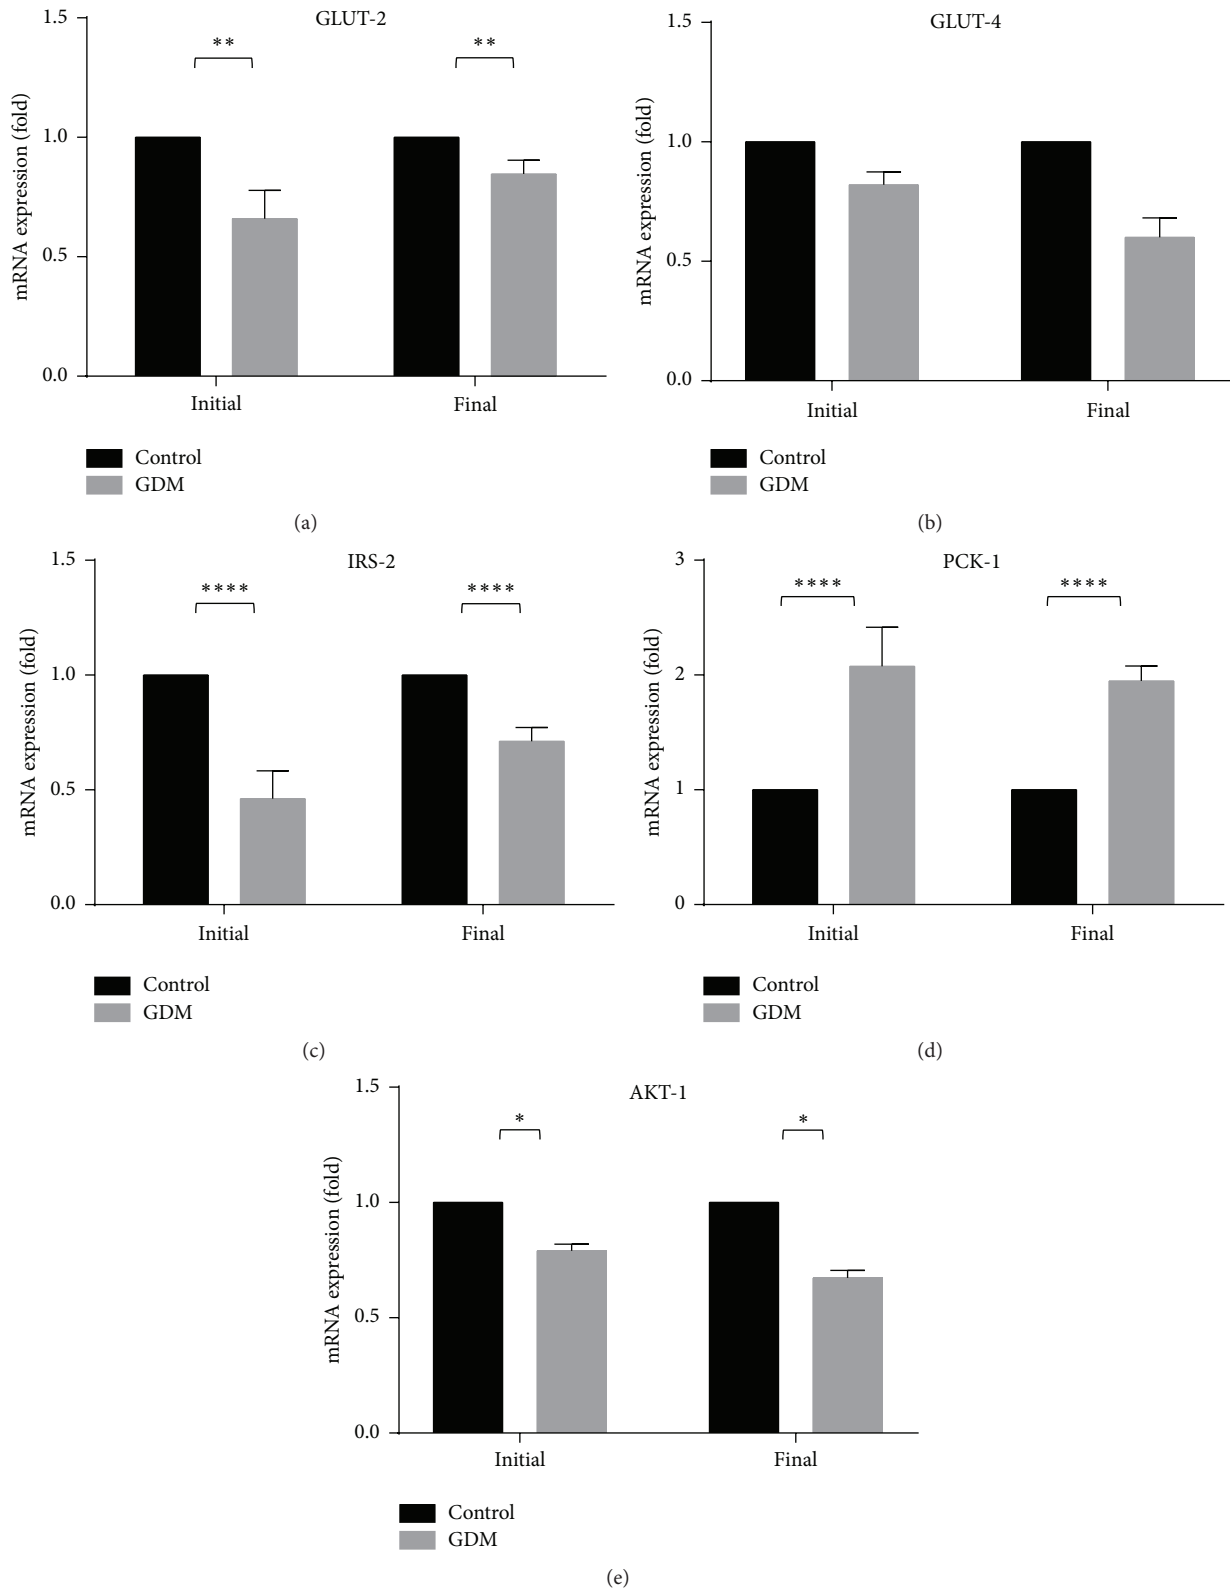 GLUT-2
mRNA expression (fold)
1.5
1.0
0.5
0.0
**
**
Initial
Final
Control
GDM
(a)
GLUT-4
mRNA expression (fold)
1.5
1.0
0.5
0.0
Initial
Final
Control
GDM
(b)
IRS-2
mRNA expression (fold)
1.5
1.0
0.5
0.0
****
****
Initial
Final
Control
GDM
(c)
PCK-1
mRNA expression (fold)
3
2
1
0
****
****
Initial
Final
Control
GDM
(d)
AKT-1
mRNA expression (fold)
1.5
1.0
0.5
0.0
*
*
Initial
Final
Control
GDM
(e)